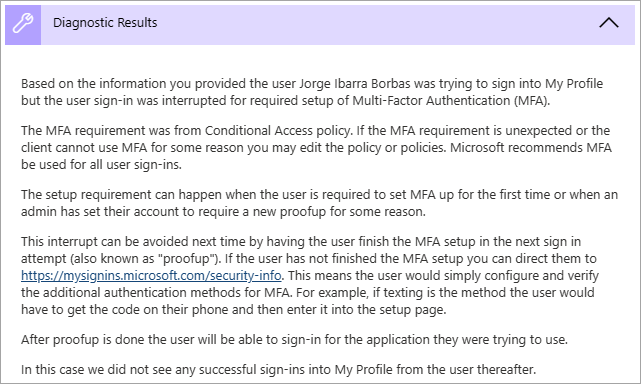 Diagnostic Results
Based on the information you provided the user Jorge Ibarra Borbas was trying to sign into My Profile
but the user sign-in was interrupted for required setup of Multi-Factor Authentication (MFA).
The MFA requirement was from Conditional Access policy. If the MFA requirement is unexpected or the
client cannot use MFA for some reason you may edit the policy or policies. Microsoft recommends MFA
be used for all user sign-ins.
The setup requirement can happen when the user is required to set MFA up for the first time or when an
admin has set their account to require a new proofup for some reason.
This interrupt can be avoided next time by having the user finish the MFA setup in the next sign in
attempt (also known as "proofup"). If the user has not finished the MFA setup you can direct them to
https://mysignins.microsoft.com/security-info. This means the user would simply configure and verify
the additional authentication methods for MFA. For example, if texting is the method the user would
have to get the code on their phone and then enter it into the setup page.
After proofup is done the user will be able to sign-in for the application they were trying to use.
In this case we did not see any successful sign-ins into My Profile from the user thereafter.